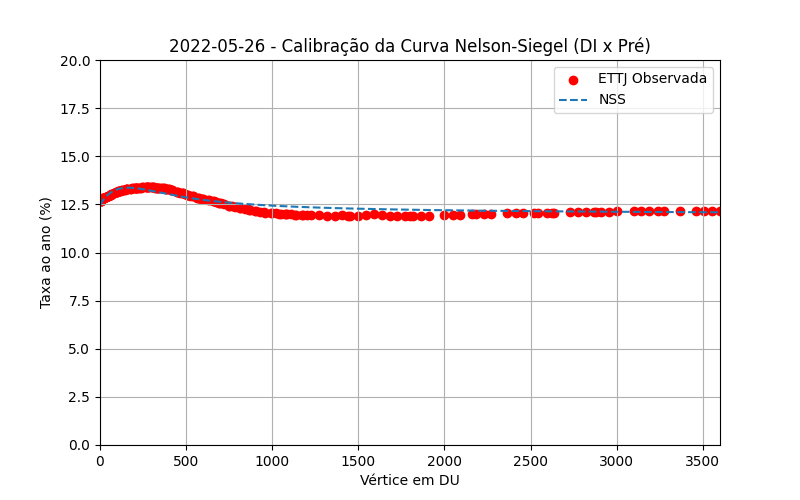 2022-05-26 - Calibração da Curva Nelson-Siegel (DI x Pré)
ETTJ Observada
NSS
20.0
17.5
15.0
12.5
10.0
7.5
5.0
2.5
0.0
Taxa ao ano (%)
0 500 1000 1500 2000 2500 3000 3500
Vértice em DU